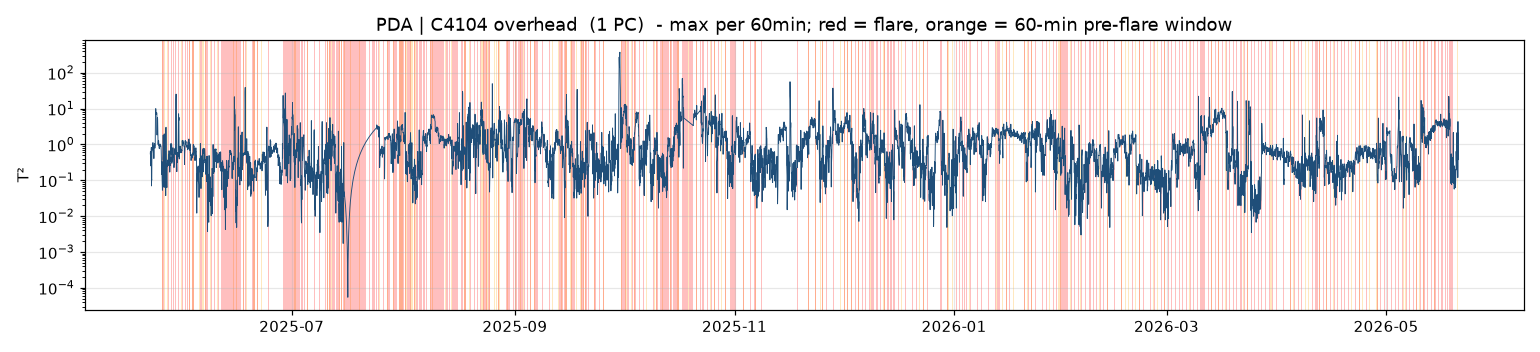 PDA | C4104 overhead  (1 PC)  - max per 60min; red = flare, orange = 60-min pre-flare window
T²
10²
10¹
10⁰
10⁻¹
10⁻²
10⁻³
10⁻⁴
2025-07 2025-09 2025-11 2026-01 2026-03 2026-05